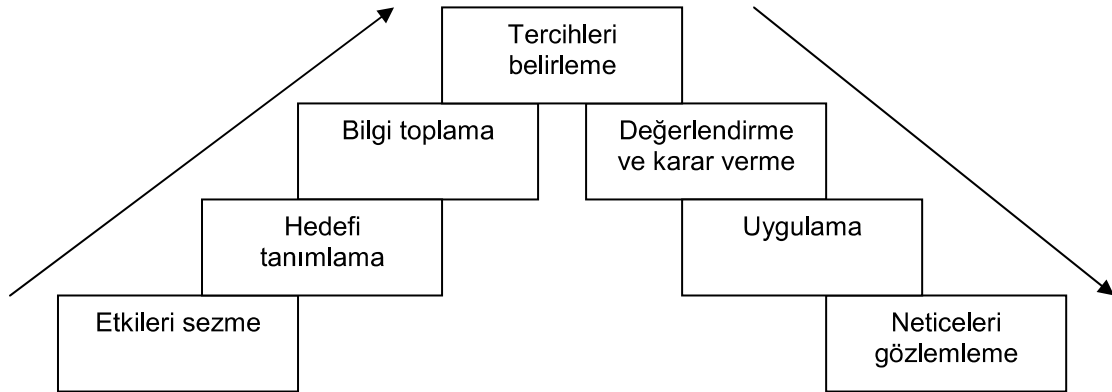 Tercihleri
belirleme
Bilgi toplama
Değerlendirme
ve karar verme
Hedefi
tanımlama
Uygulama
Etkileri sezme
Neticeleri
gözlemleme